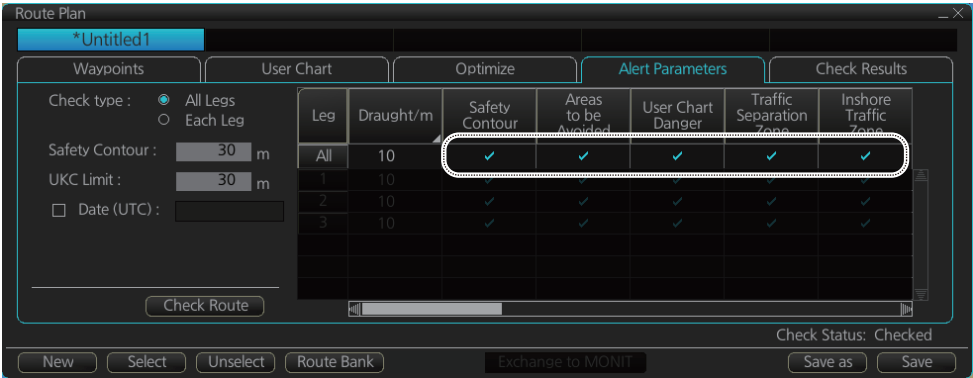 Route Plan
*Untitled1
Waypoints User Chart Optimize Alert Parameters Check Results
Check type : All Legs
Each Leg
Safety Contour : 30 m
UKC Limit : 30 m
Date (UTC) :
Check Route
Leg Draught/m Safety Contour Areas to be Avoided User Chart Danger Traffic Separation Zone Inshore Traffic Zone
All 10 ✓ ✓ ✓ ✓ ✓
1 10 ✓ ✓ ✓ ✓ ✓
2 10 ✓ ✓ ✓ ✓ ✓
3 10 ✓ ✓ ✓ ✓ ✓
Check Status: Checked
New Select Unselect Route Bank Exchange to MONIT Save as Save